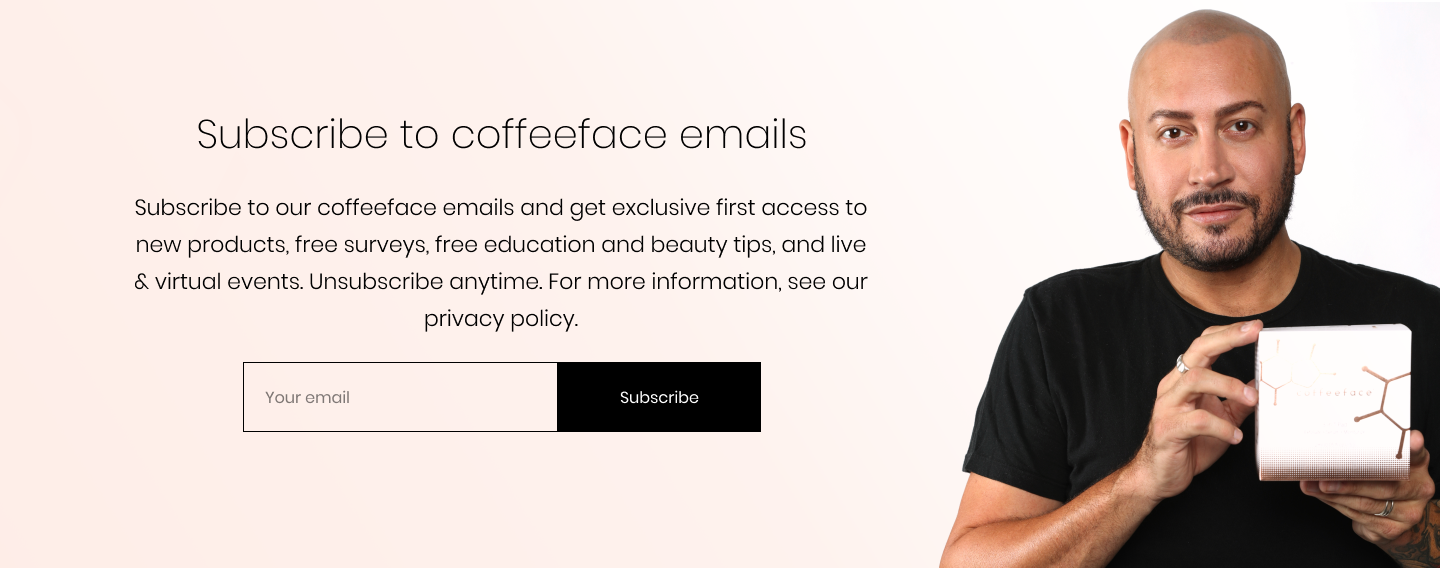 Subscribe to coffeeface emails
Subscribe to our coffeeface emails and get exclusive first access to
new products, free surveys, free education and beauty tips, and live
& virtual events. Unsubscribe anytime. For more information, see our
privacy policy.
Your email
Subscribe
coffeeface